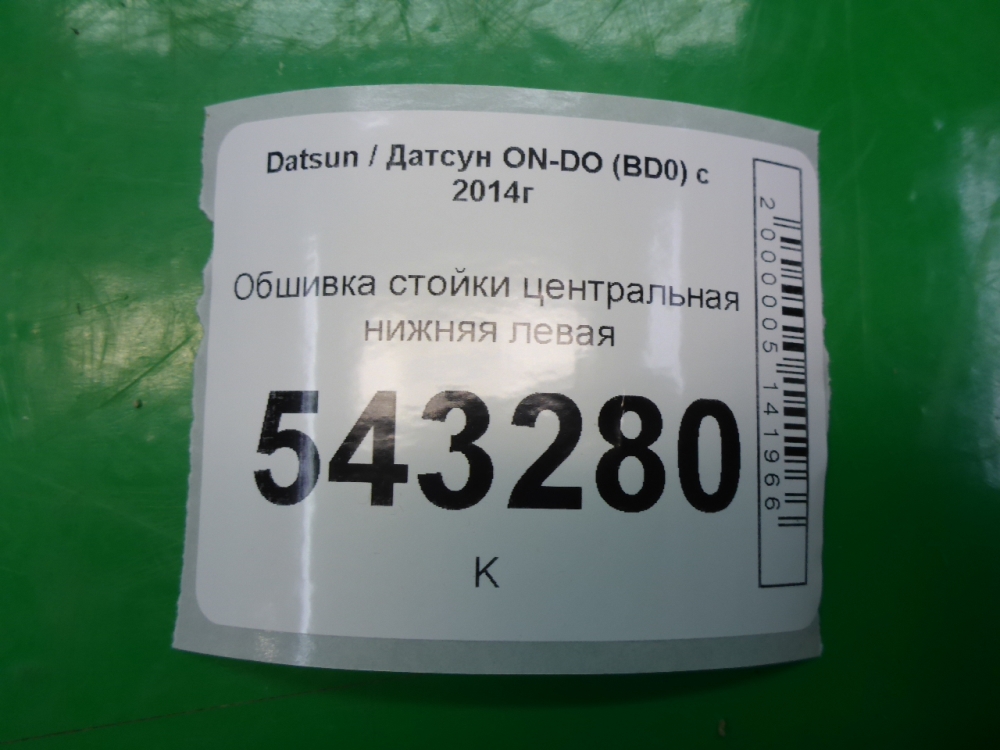 Datsun / Датсун ON-DO (BD0) с
2014г
Обшивка стойки центральная
нижняя левая
543280
К
2000005141966